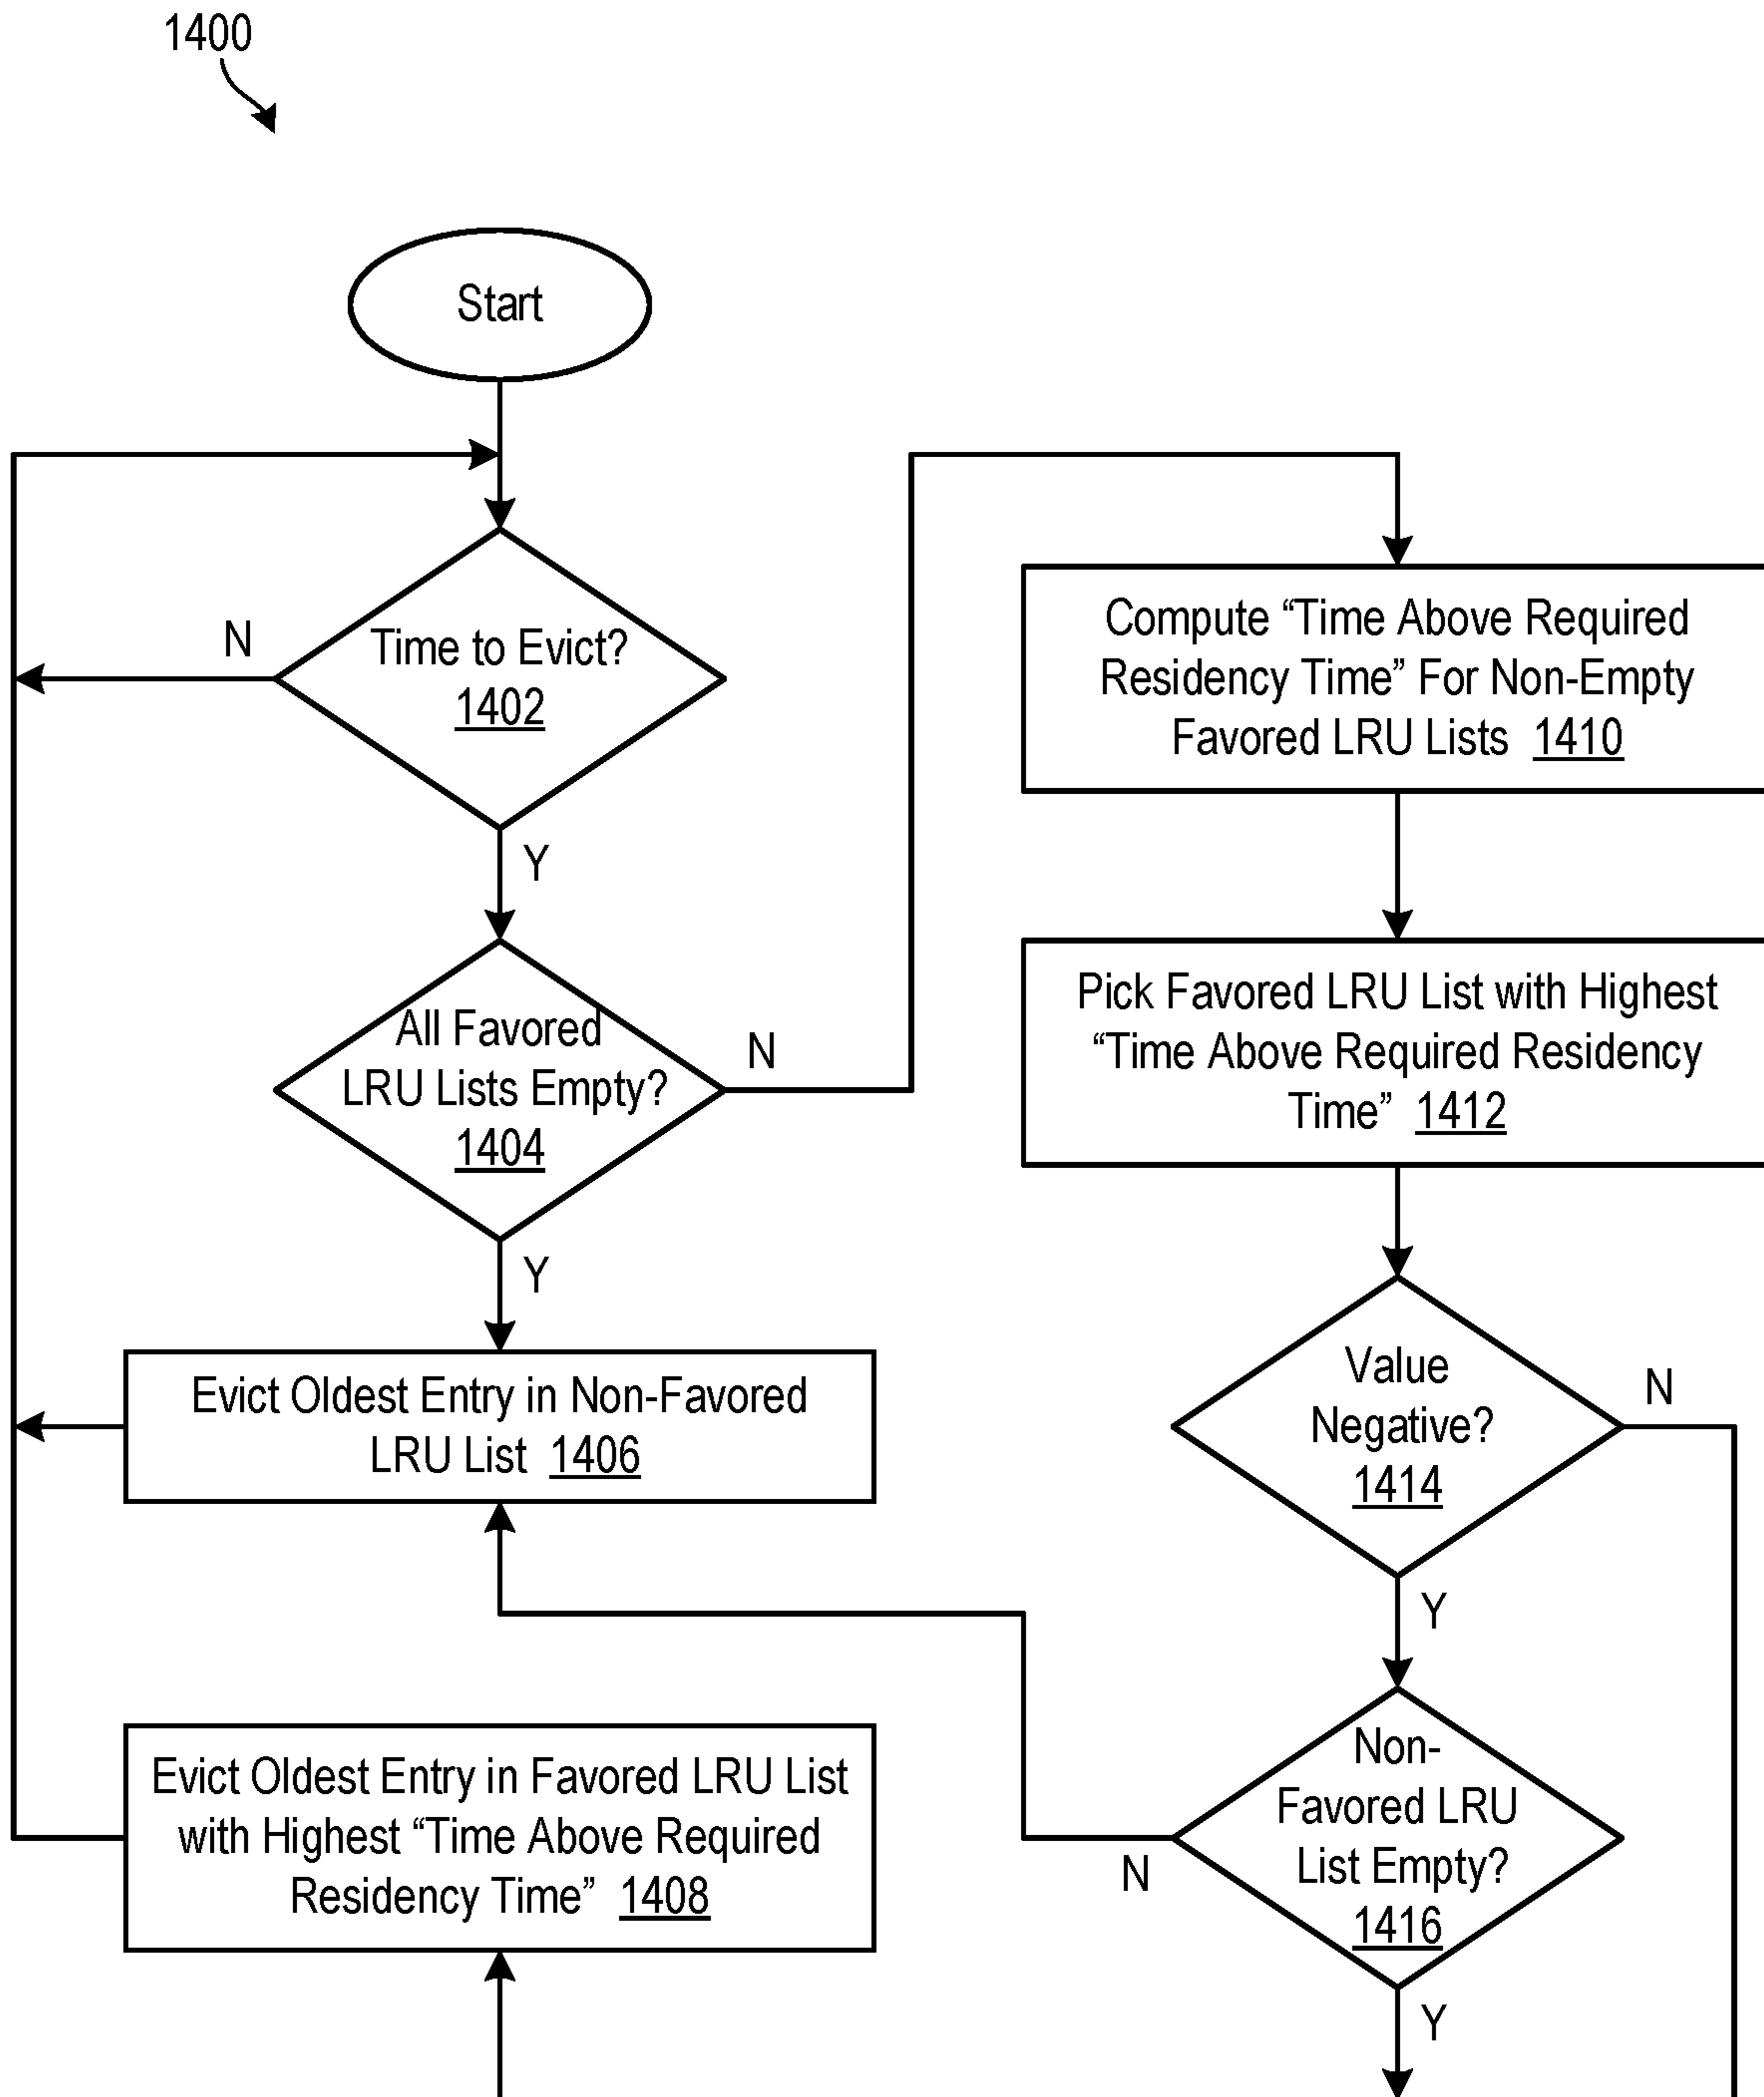 1400
Start
Time to Evict?
1402
N
Y
All Favored
LRU Lists Empty?
1404
N
Y
Evict Oldest Entry in Non-Favored
LRU List 1406
Evict Oldest Entry in Favored LRU List
with Highest “Time Above Required
Residency Time” 1408
Compute “Time Above Required
Residency Time” For Non-Empty
Favored LRU Lists 1410
Pick Favored LRU List with Highest
“Time Above Required Residency
Time” 1412
Value
Negative?
1414
N
Y
Non-
Favored LRU
List Empty?
1416
N
Y